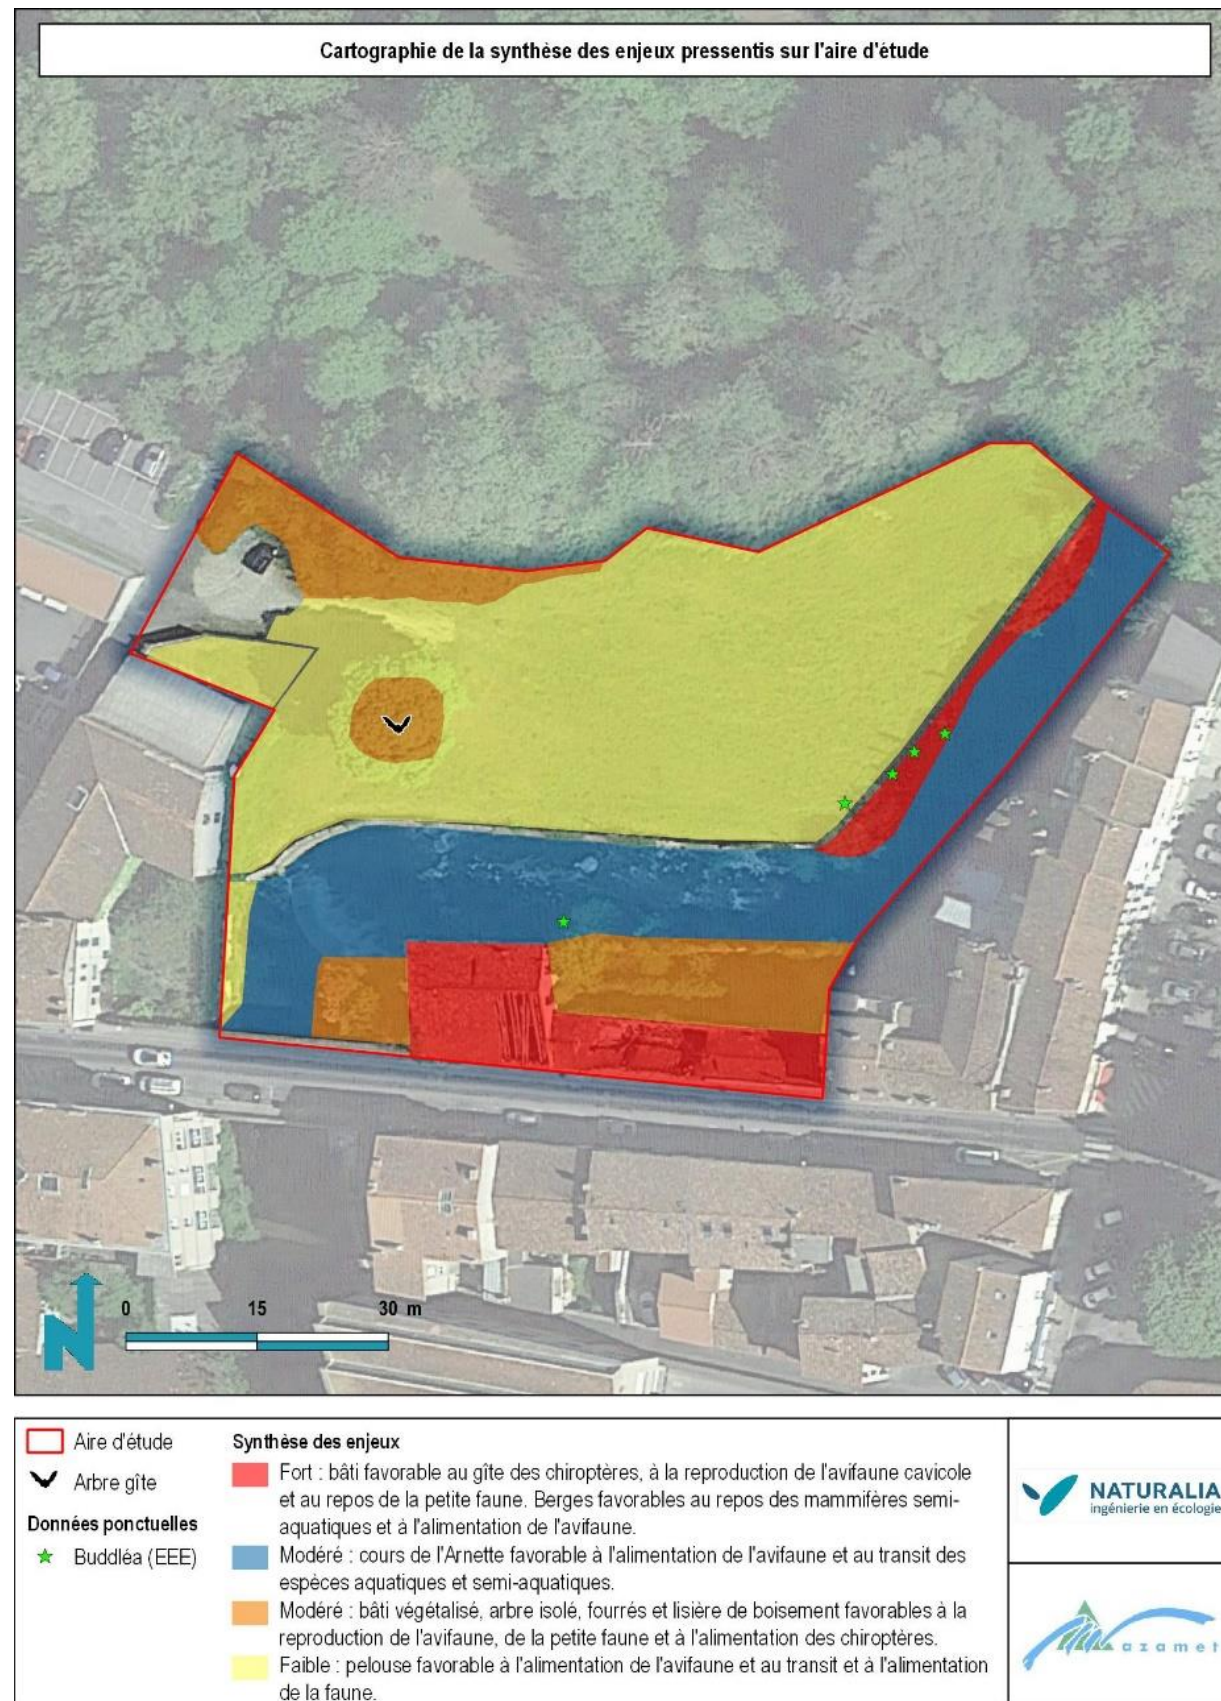 Cartographie de la synthèse des enjeux pressentis sur l'aire d'étude
N
0 15 30 m
Aire d'étude
Arbre gîte
Données ponctuelles
Buddléa (EEE)
Synthèse des enjeux
Fort : bâti favorable au gîte des chiroptères, à la reproduction de l'avifaune cavicole
et au repos de la petite faune. Berges favorables au repos des mammifères semi-
aquatiques et à l'alimentation de l'avifaune.
Modéré : cours de l'Arnette favorable à l'alimentation de l'avifaune et au transit des
espèces aquatiques et semi-aquatiques.
Modéré : bâti végétalisé, arbre isolé, fourrés et lisière de boisement favorables à la
reproduction de l'avifaune, de la petite faune et à l'alimentation des chiroptères.
Faible : pelouse favorable à l'alimentation de l'avifaune et au transit et à l'alimentation
de la faune.
NATURALIA
ingénierie en écologie
Mazamet